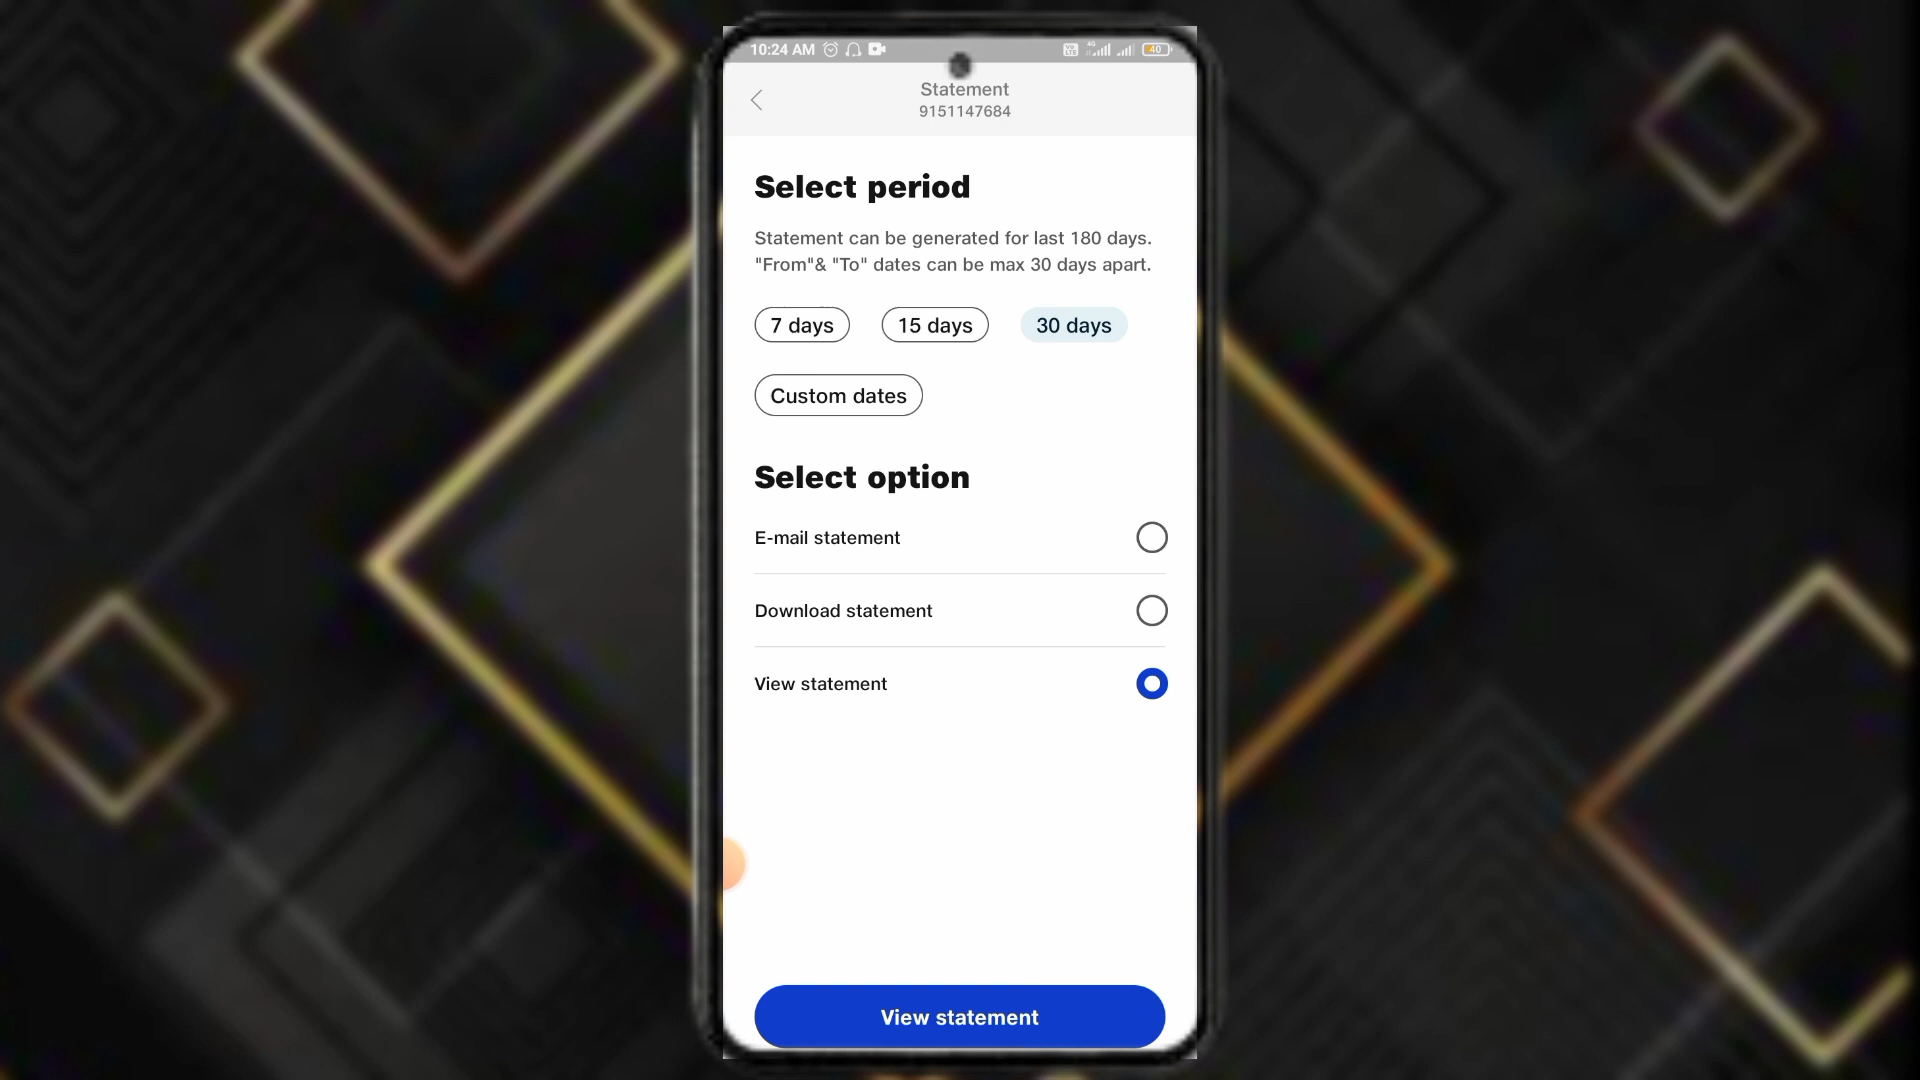 10:24 AM
40
Statement
9151147684
Select period
Statement can be generated for last 180 days.
"From"& "To" dates can be max 30 days apart.
7 days 15 days 30 days
Custom dates
Select option
E-mail statement
Download statement
View statement
View statement